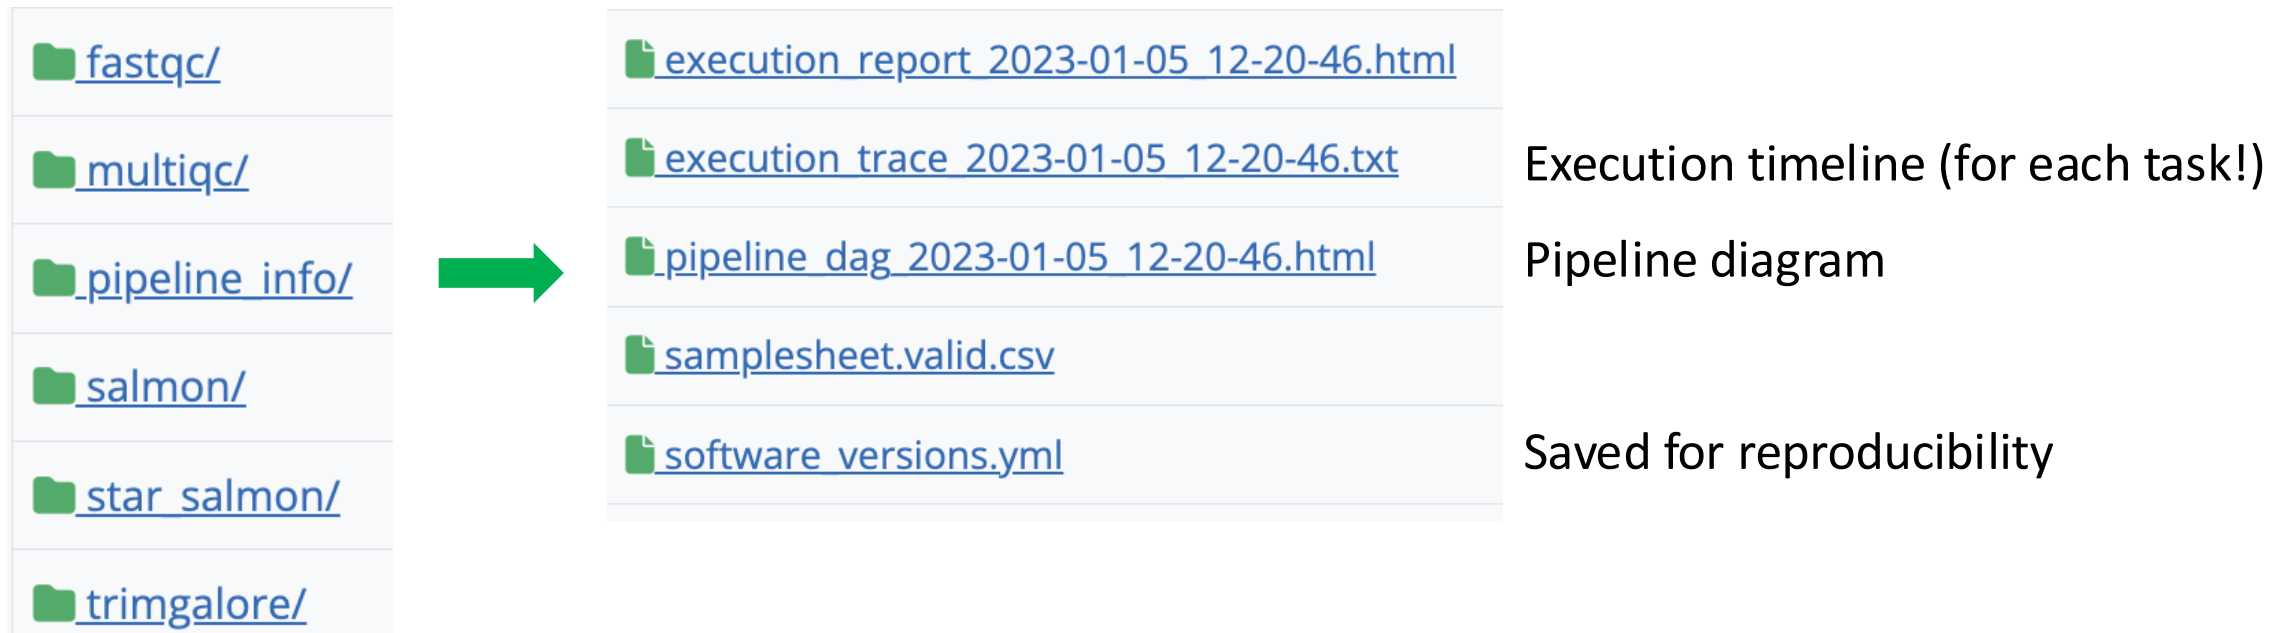 fastqc/
multiqc/
pipeline_info/
salmon/
star_salmon/
trimgalore/
execution_report_2023-01-05_12-20-46.html
execution_trace_2023-01-05_12-20-46.txt
Execution timeline (for each task!)
pipeline_dag_2023-01-05_12-20-46.html
Pipeline diagram
samplesheet.valid.csv
software_versions.yml
Saved for reproducibility